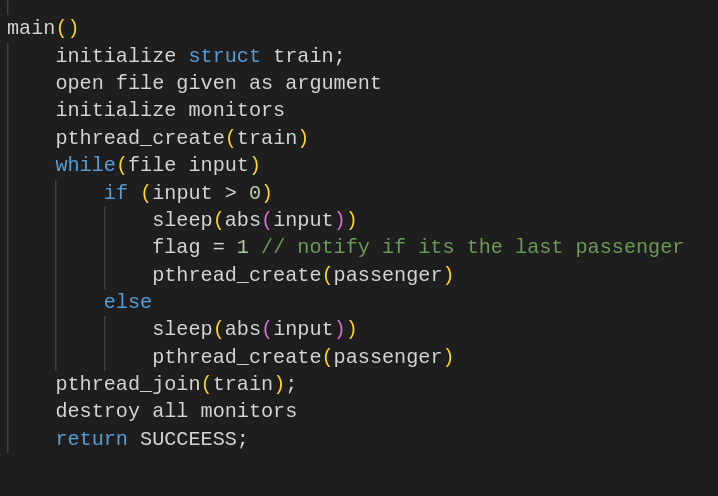 main()
initialize struct train;
open file given as argument
initialize monitors
pthread_create(train)
while(file input)
if (input > 0)
sleep(abs(input))
flag = 1 // notify if its the last passenger
pthread_create(passenger)
else
sleep(abs(input))
pthread_create(passenger)
pthread_join(train);
destroy all monitors
return SUCCEESS;